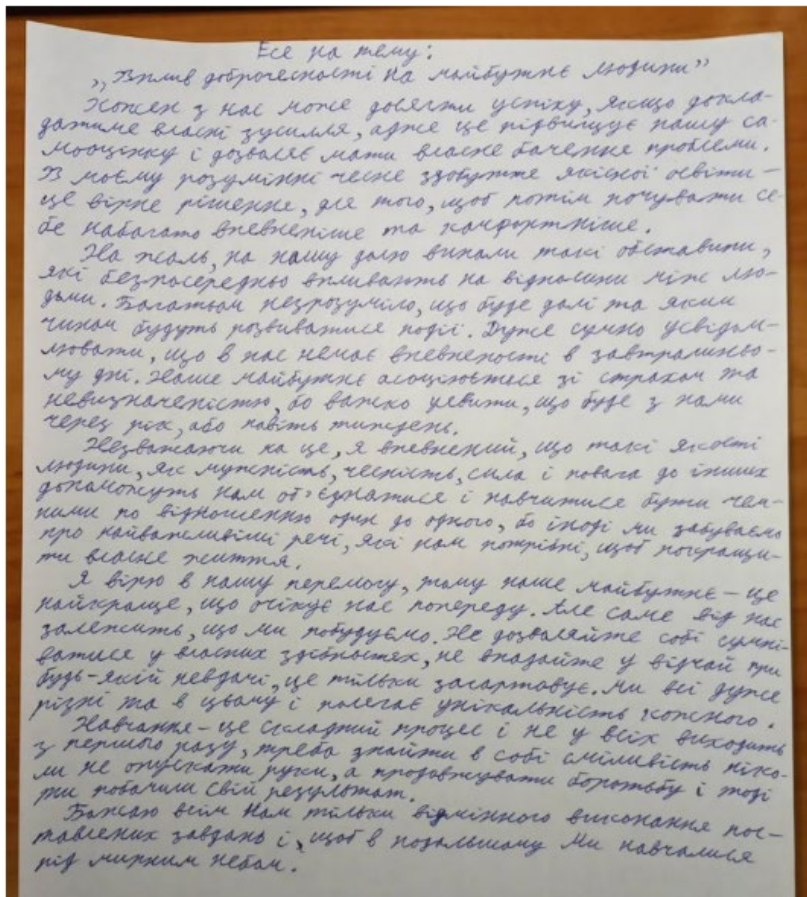 Есе на тему:
„Вплив доброчесності на майбутнє людини”
Кожен з нас може досягти успіху, якщо докла-
датиме власні зусилля, адже це підвищує нашу са-
мооцінку і дозволяє мати власне бачення проблеми.
В моєму розумінні чесне здобуття якісної освіти –
це вірне рішення, для того, щоб потім почувати се-
бе набагато впевненіше та комфортніше.
На жаль, на нашу долю випали такі обставини,
які безпосередньо впливають на відносини між лю-
дьми. Багатьом незрозуміло, що буде далі та яким
чином будуть розвиватися події. Дуже сумно усвідом-
лювати, що в нас немає впевненості в завтрашньо-
му дні. Наше майбутнє асоціюється зі страхом та
невизначеністю, бо важко уявити, що буде з нами
через рік, або навіть тиждень.
Незважаючи на це, я впевнений, що такі якості
людини, як мужність, чесність, сила і повага до інших
допоможуть нам об'єднатися і навчитися бути чем-
ними по відношенню один до одного, бо іноді ми забуваємо
про найважливіші речі, які нам потрібні, щоб покращи-
ти власне життя.
Я вірю в нашу перемогу, тому наше майбутнє – це
найкраще, що очікує нас попереду. Але саме від нас
залежить, що ми побудуємо. Не дозволяйте собі сумні-
ватися у власних здібностях, не впадайте у відчай при
будь-якій невдачі, це тільки загартовує. Ми всі дуже
різні та в цьому і полягає унікальність кожного.
Навчання – це складний процес і не у всіх виходить
з першого разу, треба знайти в собі сміливість ніко-
ли не опускати руки, а продовжувати боротьбу і тоді
ти побачиш свій результат.
Бажаю всім нам тільки відмінного виконання пос-
тавлених завдань і, щоб в подальшому ми навчалися
під мирним небом.